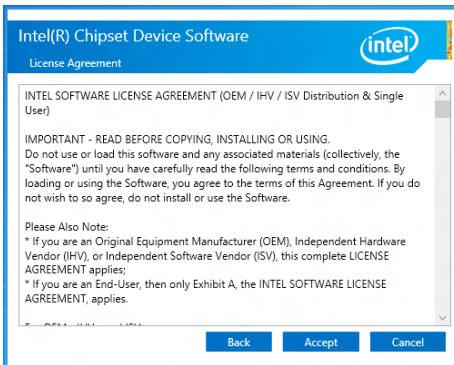 Intel(R) Chipset Device Software
intel
License Agreement
INTEL SOFTWARE LICENSE AGREEMENT (OEM / IHV / ISV Distribution & Single
User)
IMPORTANT - READ BEFORE COPYING, INSTALLING OR USING.
Do not use or load this software and any associated materials (collectively, the
"Software") until you have carefully read the following terms and conditions. By
loading or using the Software, you agree to the terms of this Agreement. If you do
not wish to so agree, do not install or use the Software.
Please Also Note:
* If you are an Original Equipment Manufacturer (OEM), Independent Hardware
Vendor (IHV), or Independent Software Vendor (ISV), this complete LICENSE
AGREEMENT applies;
* If you are an End-User, then only Exhibit A, the INTEL SOFTWARE LICENSE
AGREEMENT, applies.
Back Accept Cancel